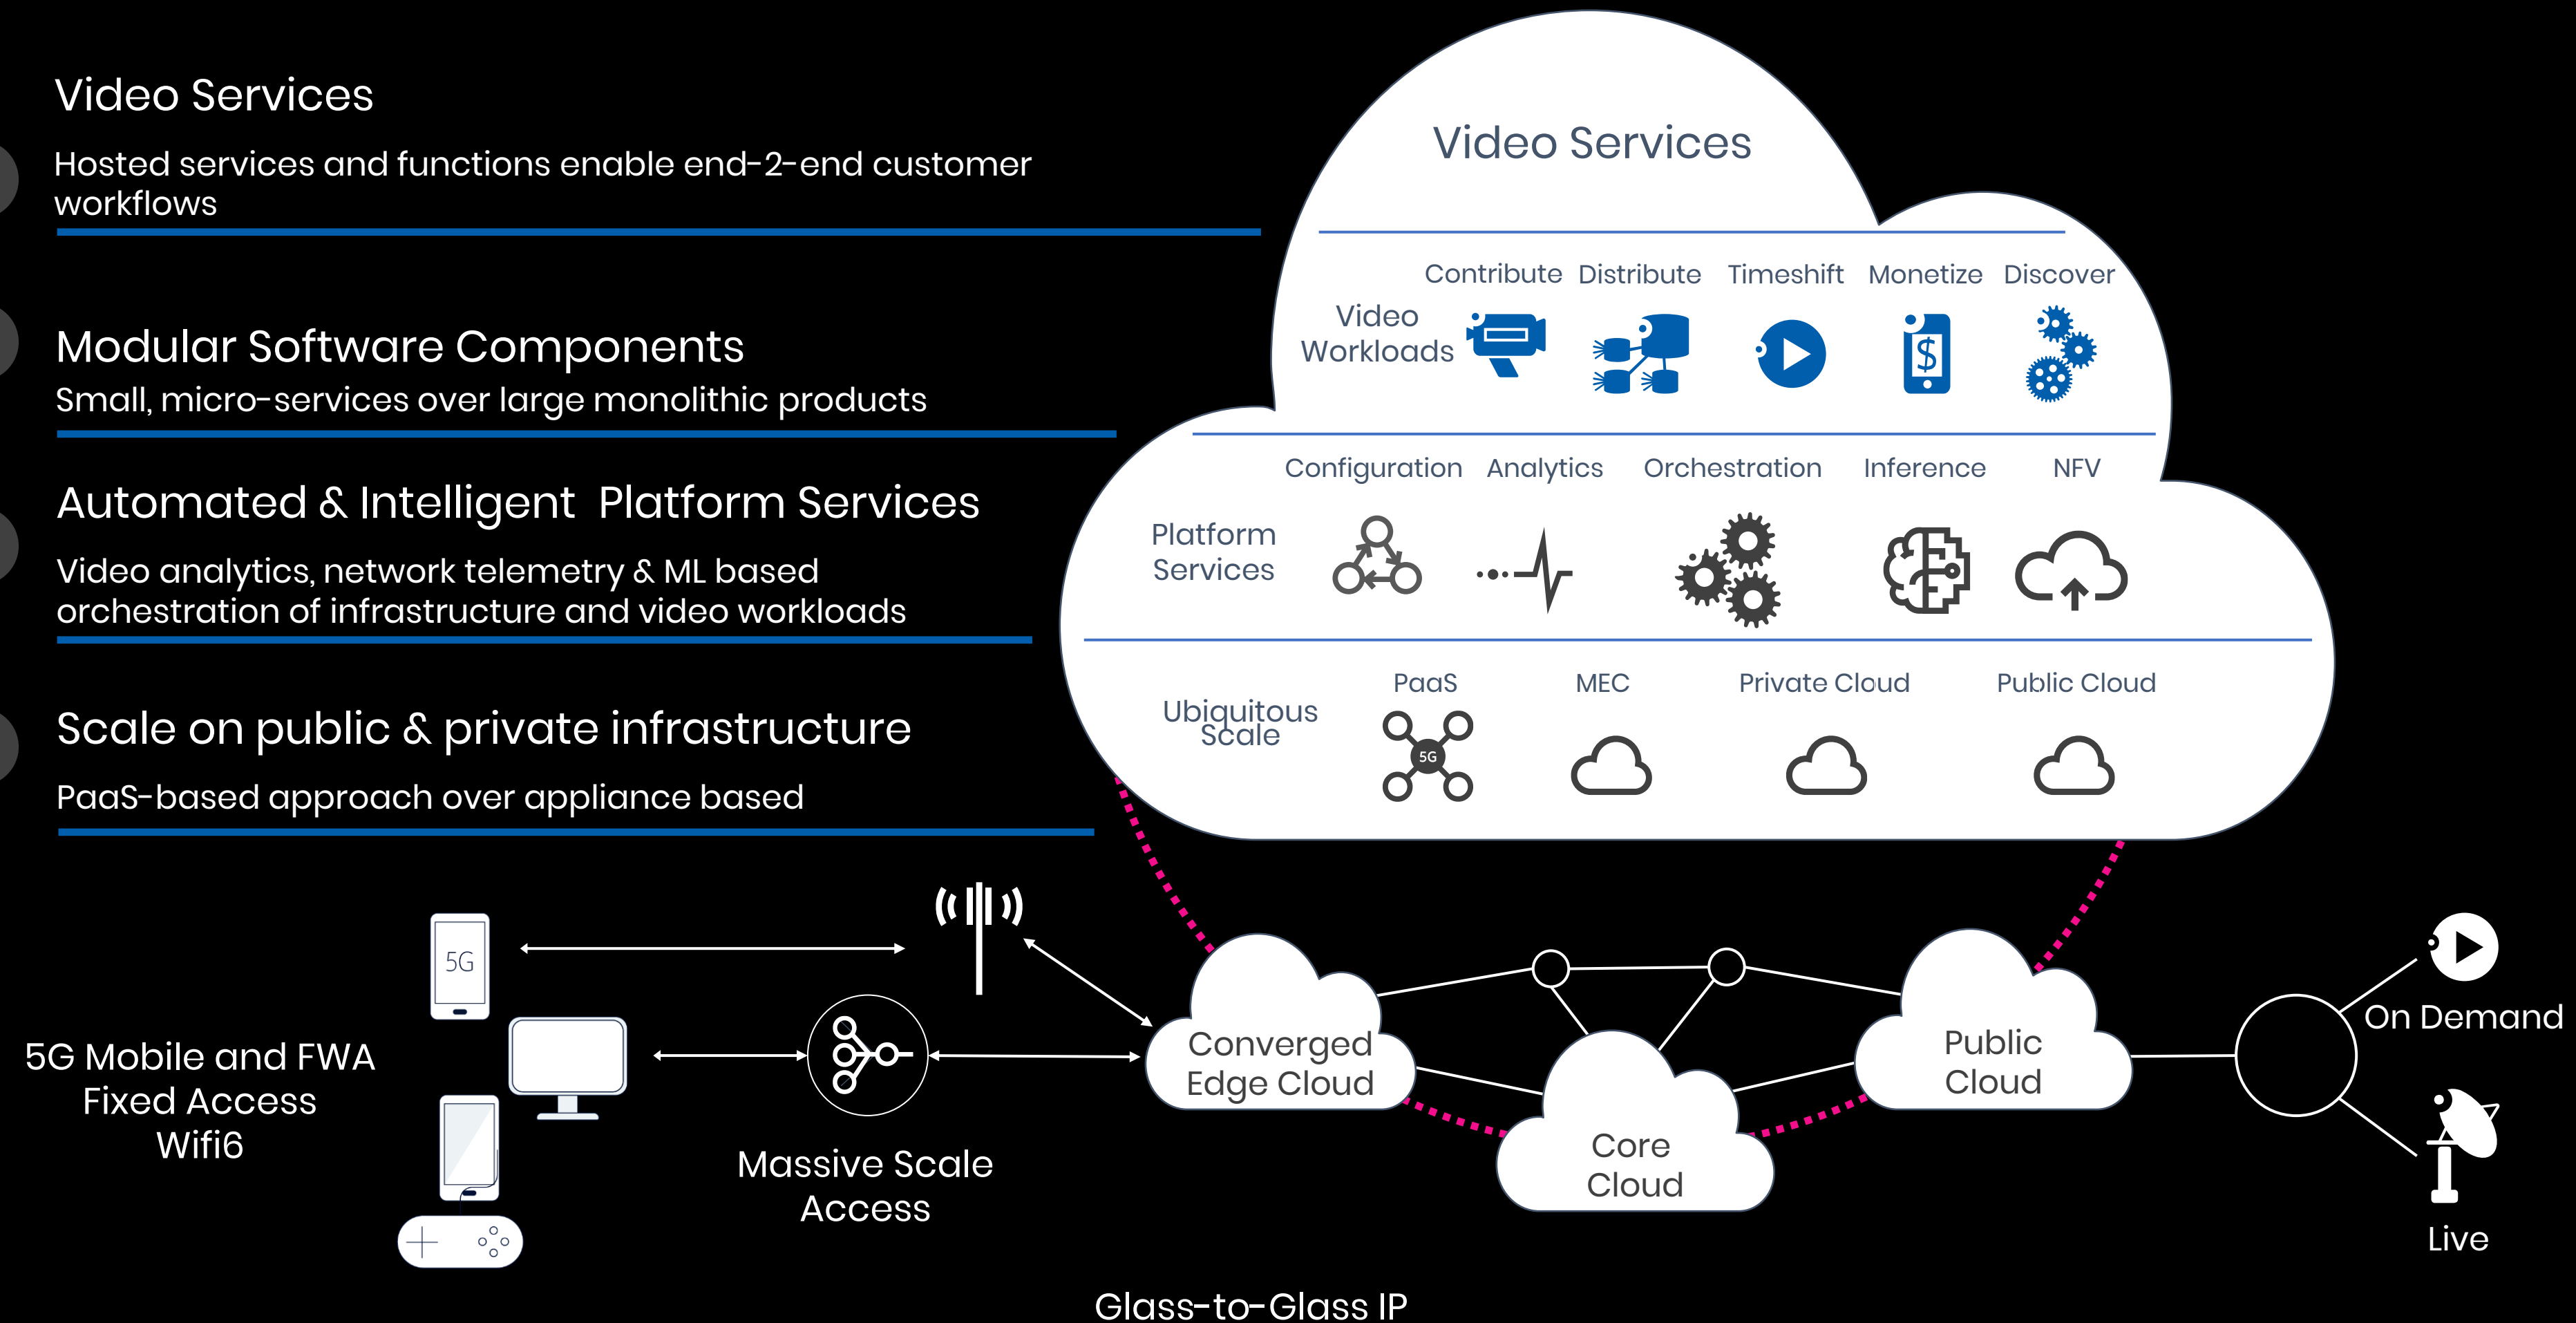 Video Services
Hosted services and functions enable end-2-end customer
workflows
Modular Software Components
Small, micro-services over large monolithic products
Automated & Intelligent Platform Services
Video analytics, network telemetry & ML based
orchestration of infrastructure and video workloads
Scale on public & private infrastructure
PaaS-based approach over appliance based
Video Services
Contribute Distribute Timeshift Monetize Discover
Video
Workloads
$
Configuration Analytics Orchestration Inference NFV
Platform
Services
PaaS MEC Private Cloud Public Cloud
Ubiquitous
Scale
5G
5G
5G Mobile and FWA
Fixed Access
Wifi6
Massive Scale
Access
Converged
Edge Cloud
Core
Cloud
Public
Cloud
On Demand
Live
Glass-to-Glass IP